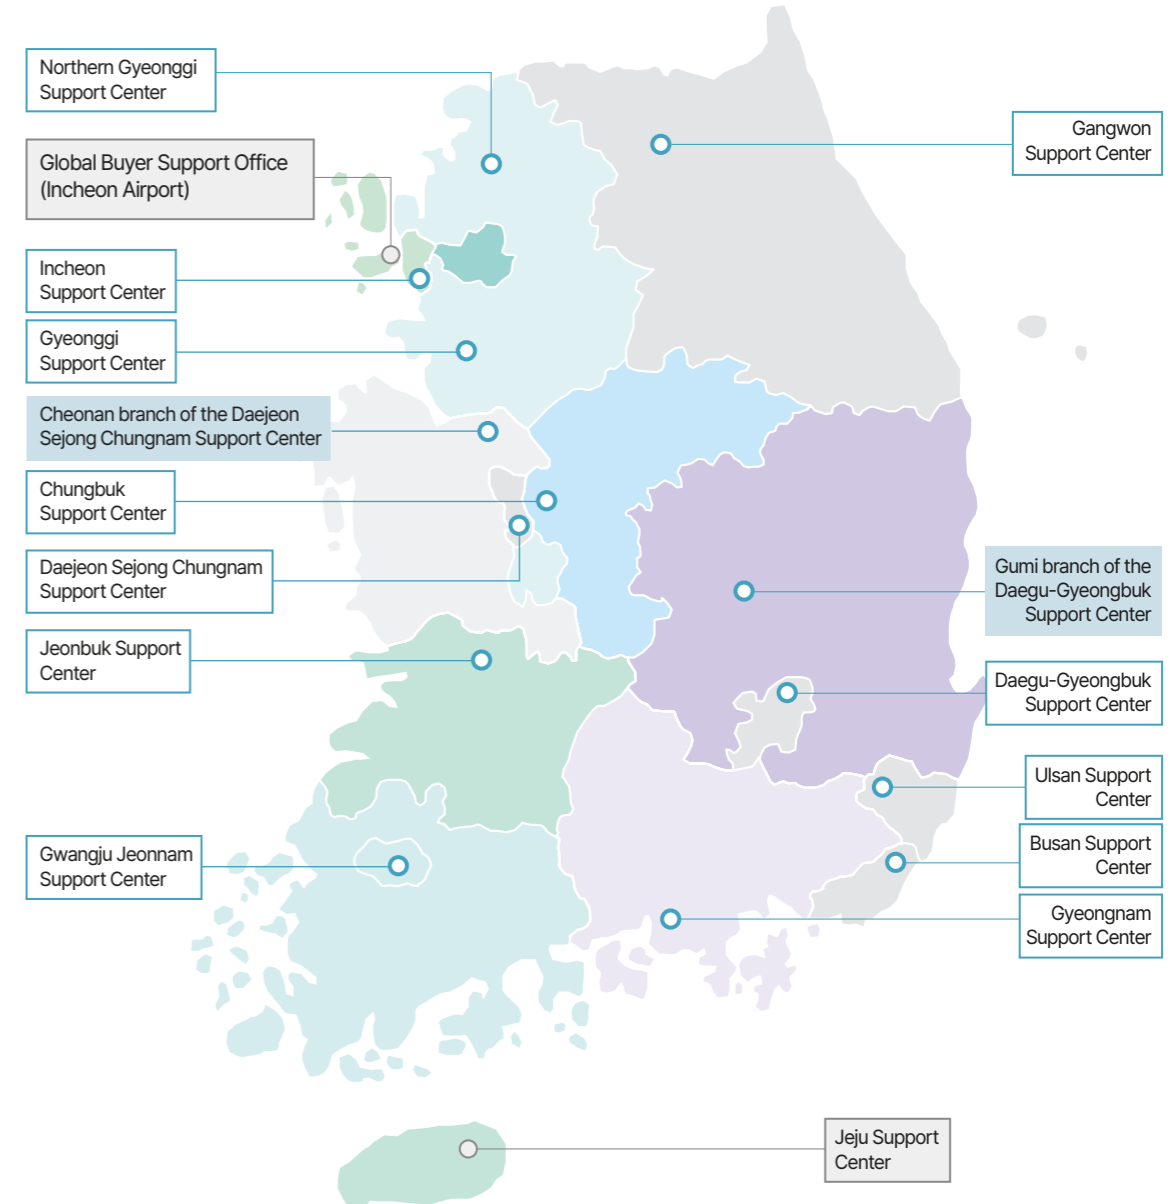 Northern Gyeonggi
Support Center
Global Buyer Support Office
(Incheon Airport)
Incheon
Support Center
Gyeonggi
Support Center
Cheonan branch of the Daejeon
Sejong Chungnam Support Center
Chungbuk
Support Center
Daejeon Sejong Chungnam
Support Center
Jeonbuk Support
Center
Gwangju Jeonnam
Support Center
Gangwon
Support Center
Gumi branch of the
Daegu-Gyeongbuk
Support Center
Daegu-Gyeongbuk
Support Center
Ulsan Support
Center
Busan Support
Center
Gyeongnam
Support Center
Jeju Support
Center